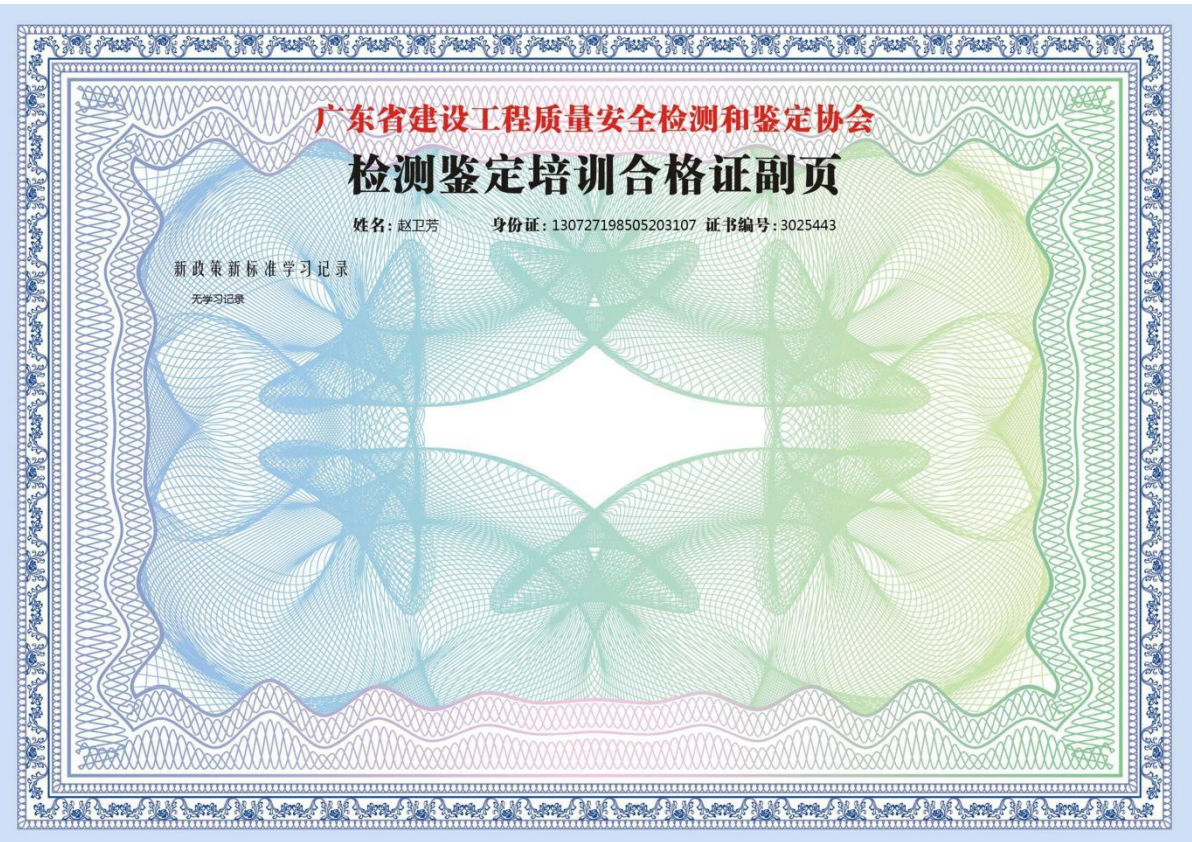 广东省建设工程质量安全检测和鉴定协会
检测鉴定培训合格证副页
姓名: 赵卫芳 身份证: 130727198505203107 证书编号: 3025443
新政策新标准学习记录
无学习记录